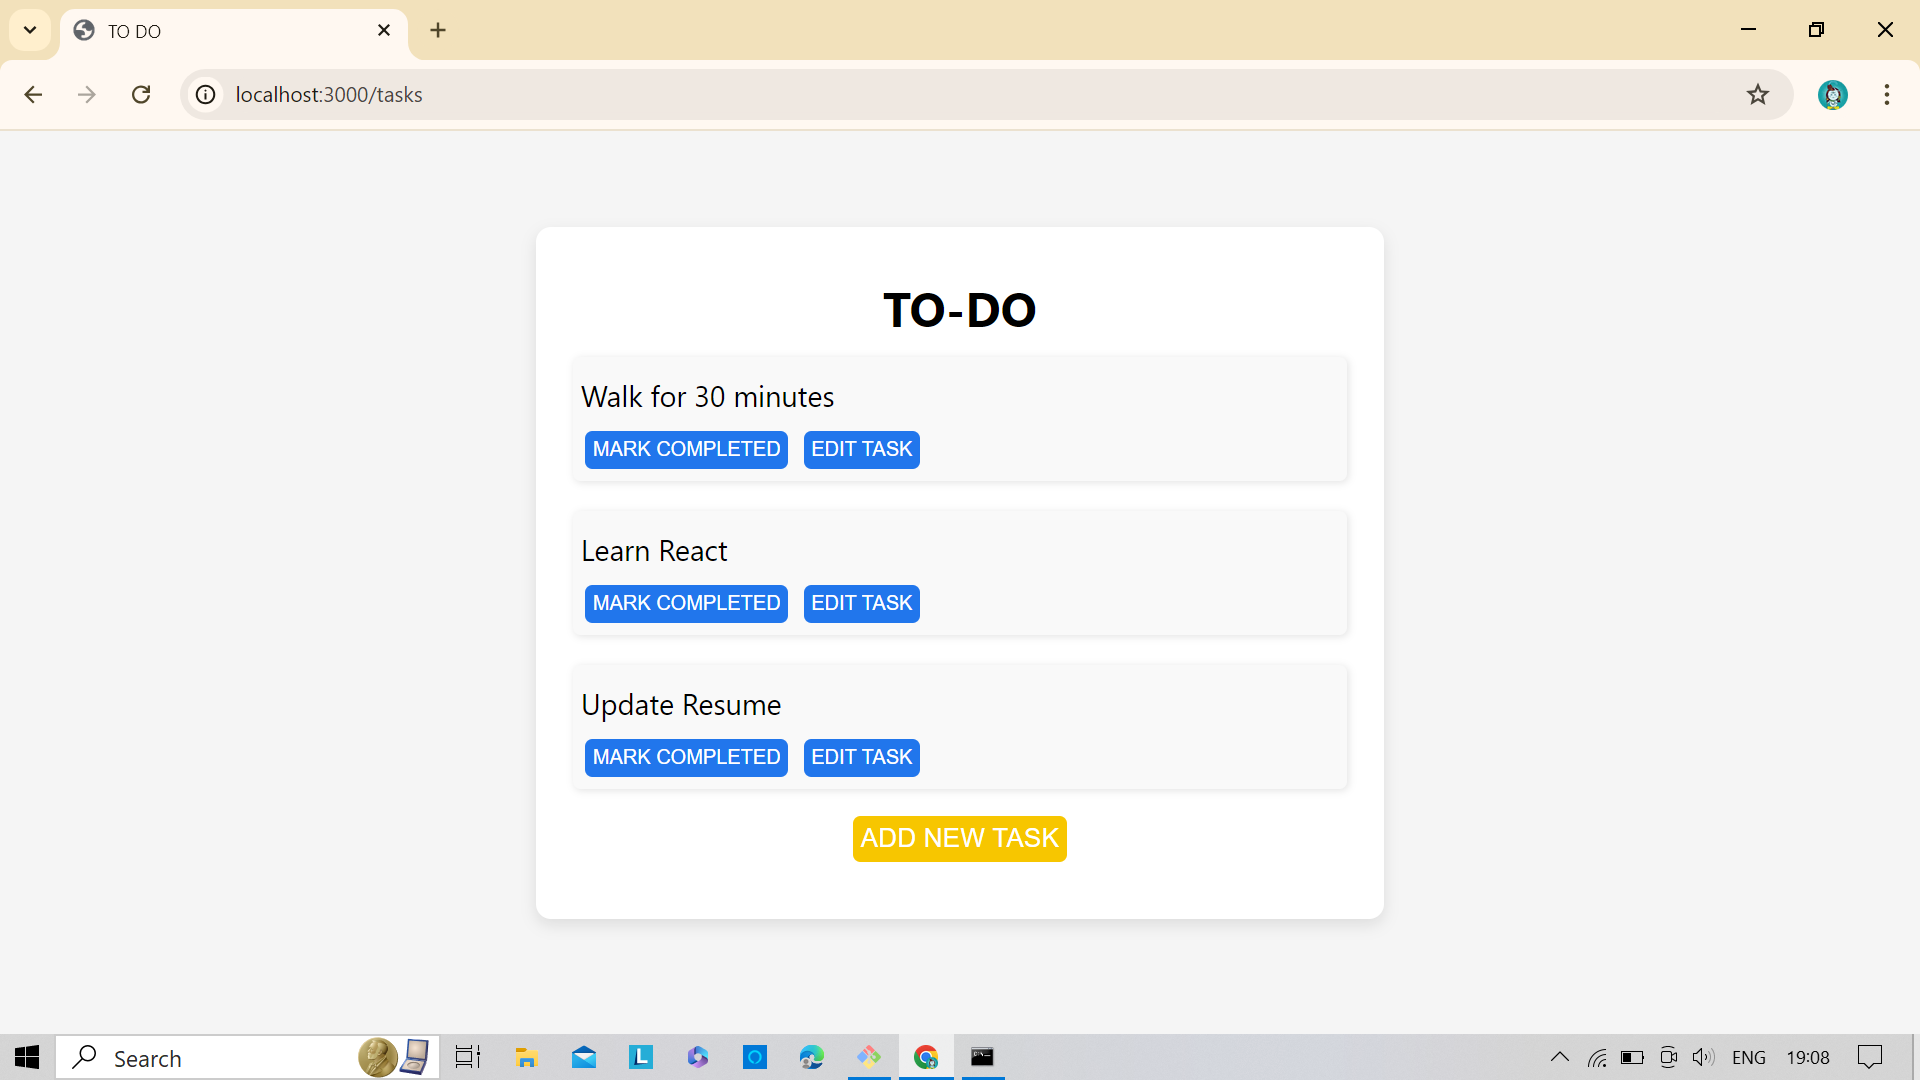 TO DO
localhost:3000/tasks
TO-DO
Walk for 30 minutes
MARK COMPLETED EDIT TASK
Learn React
MARK COMPLETED EDIT TASK
Update Resume
MARK COMPLETED EDIT TASK
ADD NEW TASK
Search L ENG 19:08